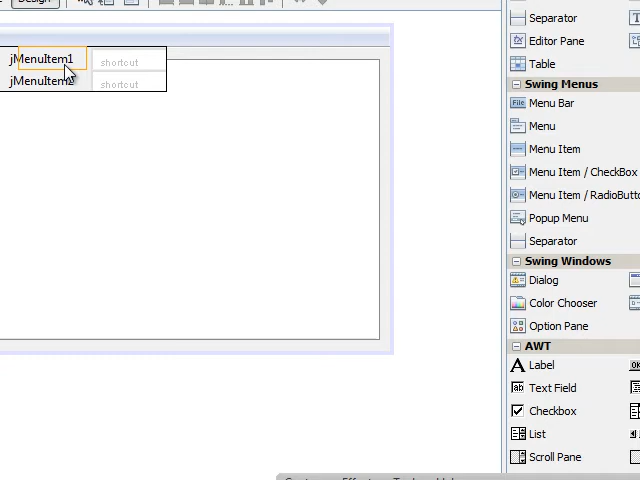 Design
jMenuItem1 shortcut
jMenuItem2 shortcut
Separator
Editor Pane
Table
Swing Menus
Menu Bar
Menu
Menu Item
Menu Item / CheckBox
Menu Item / RadioButto
Popup Menu
Separator
Swing Windows
Dialog
Color Chooser
Option Pane
AWT
Label
Text Field
Checkbox
List
Scroll Pane